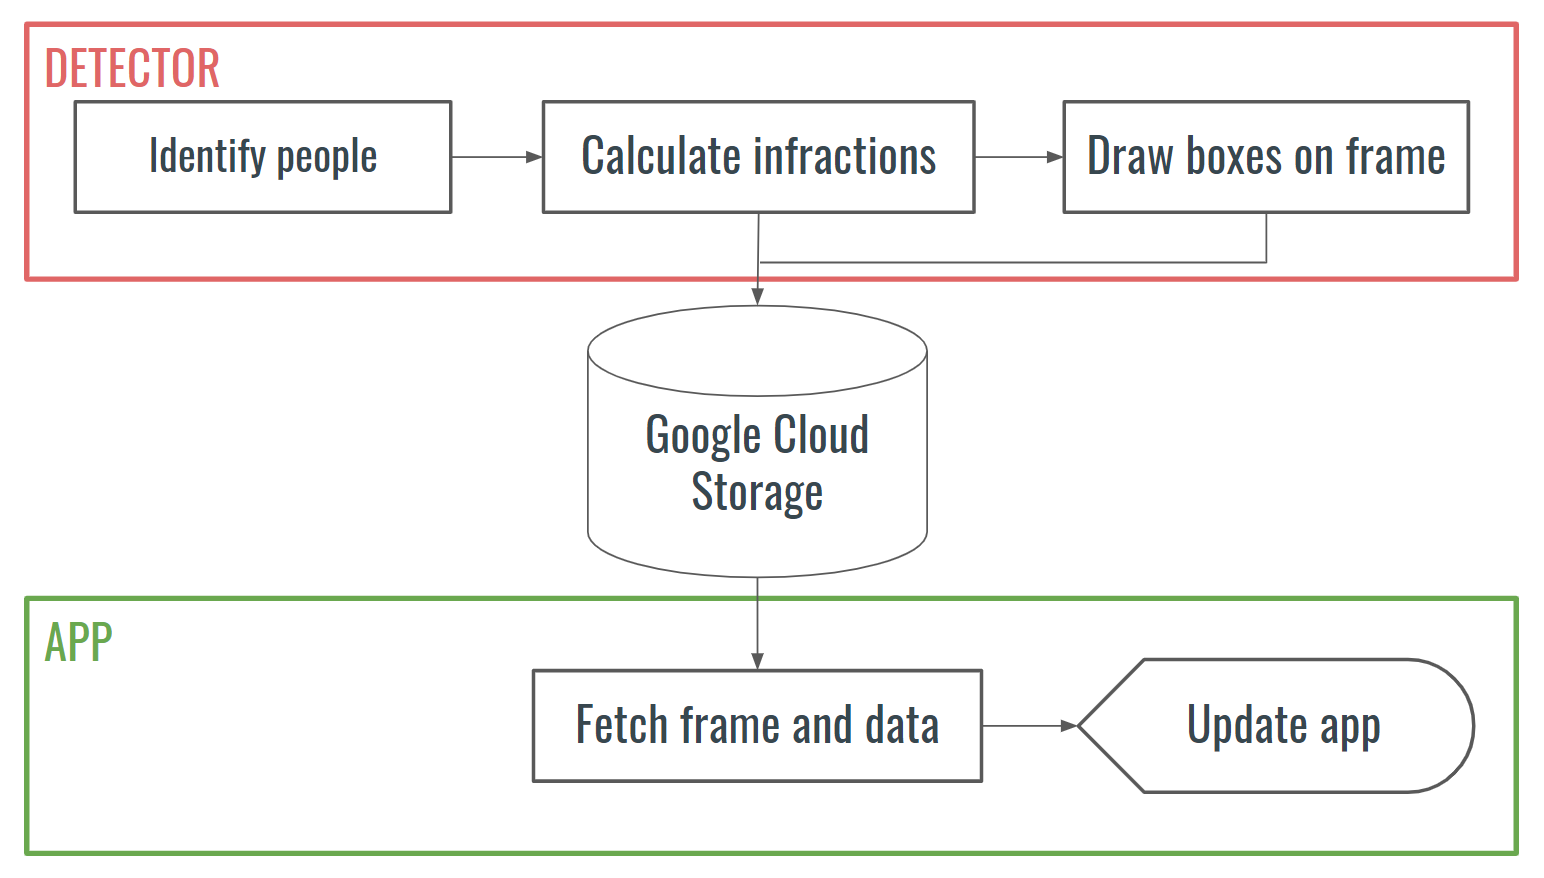 DETECTOR
Identify people
Calculate infractions
Draw boxes on frame
Google Cloud
Storage
APP
Fetch frame and data
Update app